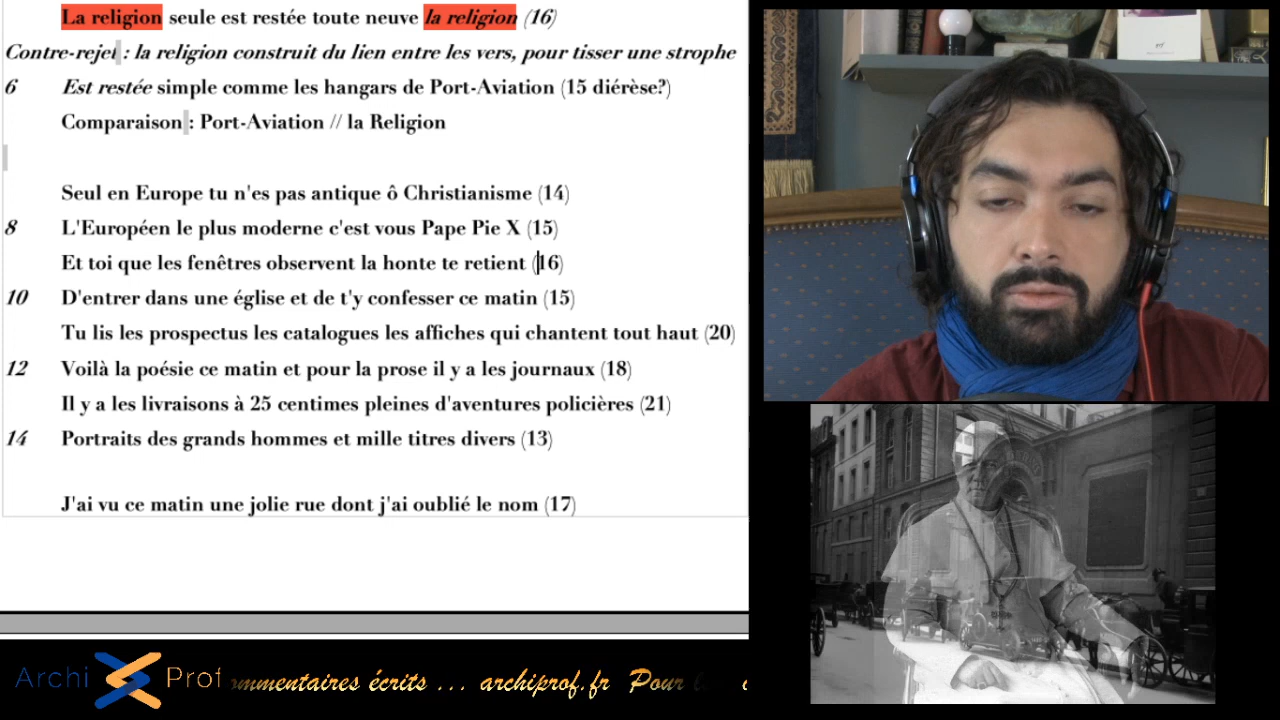 La religion seule est restée toute neuve la religion (16)
Contre-rejet : la religion construit du lien entre les vers, pour tisser une strophe
6 Est restée simple comme les hangars de Port-Aviation (15 diérèse?)
Comparaison : Port-Aviation // la Religion
Seul en Europe tu n'es pas antique ô Christianisme (14)
8 L'Européen le plus moderne c'est vous Pape Pie X (15)
Et toi que les fenêtres observent la honte te retient (16)
10 D'entrer dans une église et de t'y confesser ce matin (15)
Tu lis les prospectus les catalogues les affiches qui chantent tout haut (20)
12 Voilà la poésie ce matin et pour la prose il y a les journaux (18)
Il y a les livraisons à 25 centimes pleines d'aventures policières (21)
14 Portraits des grands hommes et mille titres divers (13)
J'ai vu ce matin une jolie rue dont j'ai oublié le nom (17)
Archi Prof ommentaires écrits ... archiprof.fr Pour